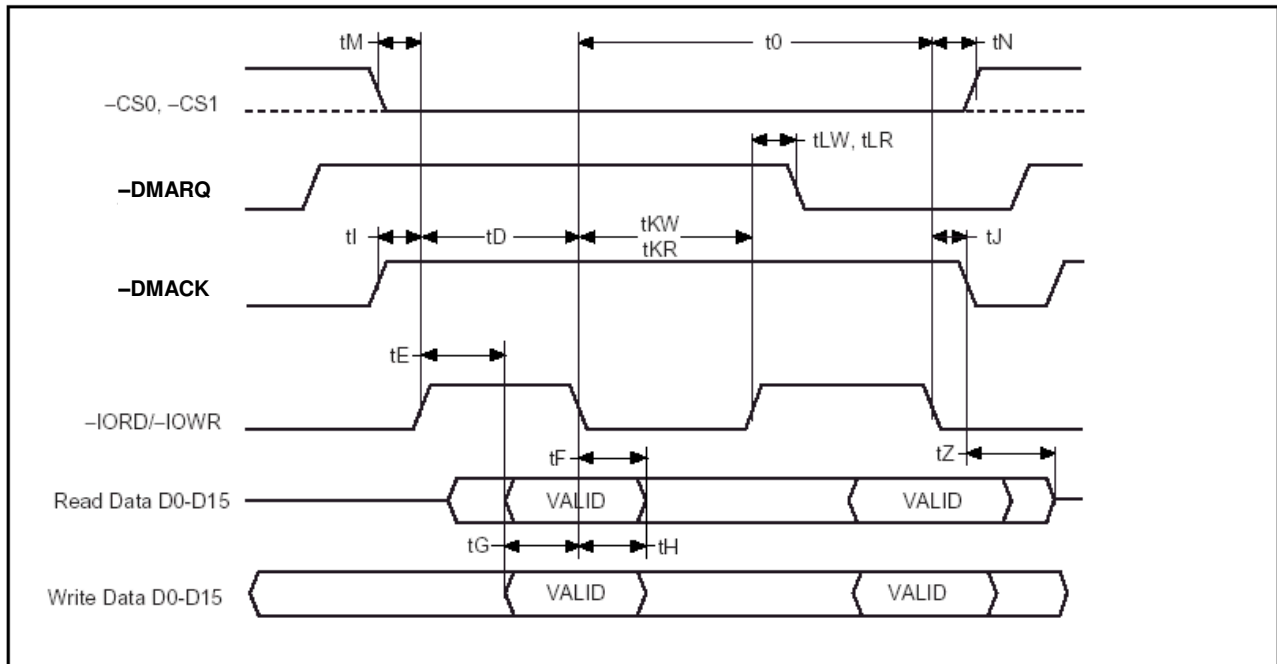 tM
t0
tN
–CS0, –CS1
tLW, tLR
–DMARQ
tI
tD
tKW
tKR
tJ
–DMACK
tE
–IORD/–IOWR
tF
tZ
Read Data D0-D15
VALID
VALID
tG
tH
Write Data D0-D15
VALID
VALID